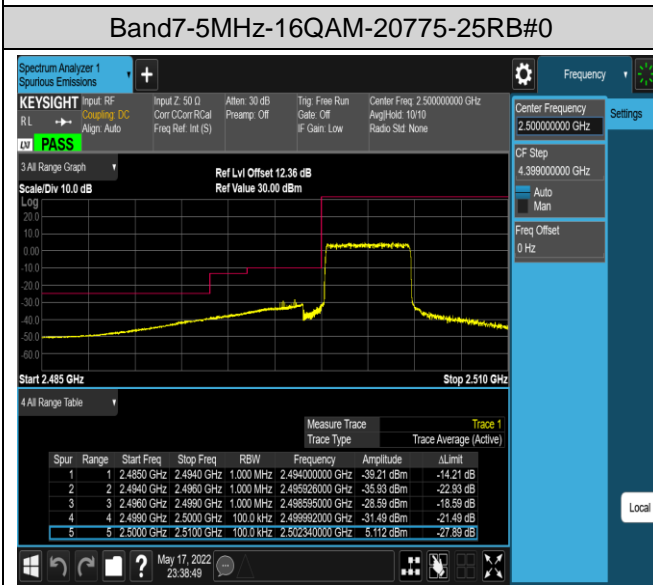 Band7-5MHz-16QAM-20775-25RB#0
Spectrum Analyzer 1
Spurious Emissions
Frequency
KEYSIGHT
Input: RF
Coupling: DC
Align: Auto
Input Z: 50 Ω
Corr CCorr RCal
Freq Ref: Int (S)
Atten: 30 dB
Preamp: Off
Trig: Free Run
Gate: Off
IF Gain: Low
Center Freq: 2.500000000 GHz
Avg|Hold: 10/10
Radio Std: None
RL
LXI
PASS
Center Frequency
2.500000000 GHz
Settings
CF Step
4.399000000 GHz
Auto
Man
Freq Offset
0 Hz
3 All Range Graph
Ref Lvl Offset 12.36 dB
Scale/Div 10.0 dB
Ref Value 30.00 dBm
Log
20.0
10.0
0.00
-10.0
-20.0
-30.0
-40.0
-50.0
-60.0
Start 2.485 GHz
Stop 2.510 GHz
4 All Range Table
Measure Trace Trace 1
Trace Type Trace Average (Active)
Spur Range Start Freq Stop Freq RBW Frequency Amplitude ΔLimit
1 1 2.4850 GHz 2.4940 GHz 1.000 MHz 2.494000000 GHz -39.21 dBm -14.21 dB
2 2 2.4940 GHz 2.4960 GHz 1.000 MHz 2.495926000 GHz -35.93 dBm -22.93 dB
3 3 2.4960 GHz 2.4990 GHz 1.000 MHz 2.498595000 GHz -28.59 dBm -18.59 dB
4 4 2.4990 GHz 2.5000 GHz 100.0 kHz 2.499992000 GHz -31.49 dBm -21.49 dB
5 5 2.5000 GHz 2.5100 GHz 100.0 kHz 2.502340000 GHz 5.112 dBm -27.89 dB
Local
May 17, 2022
23:38:49